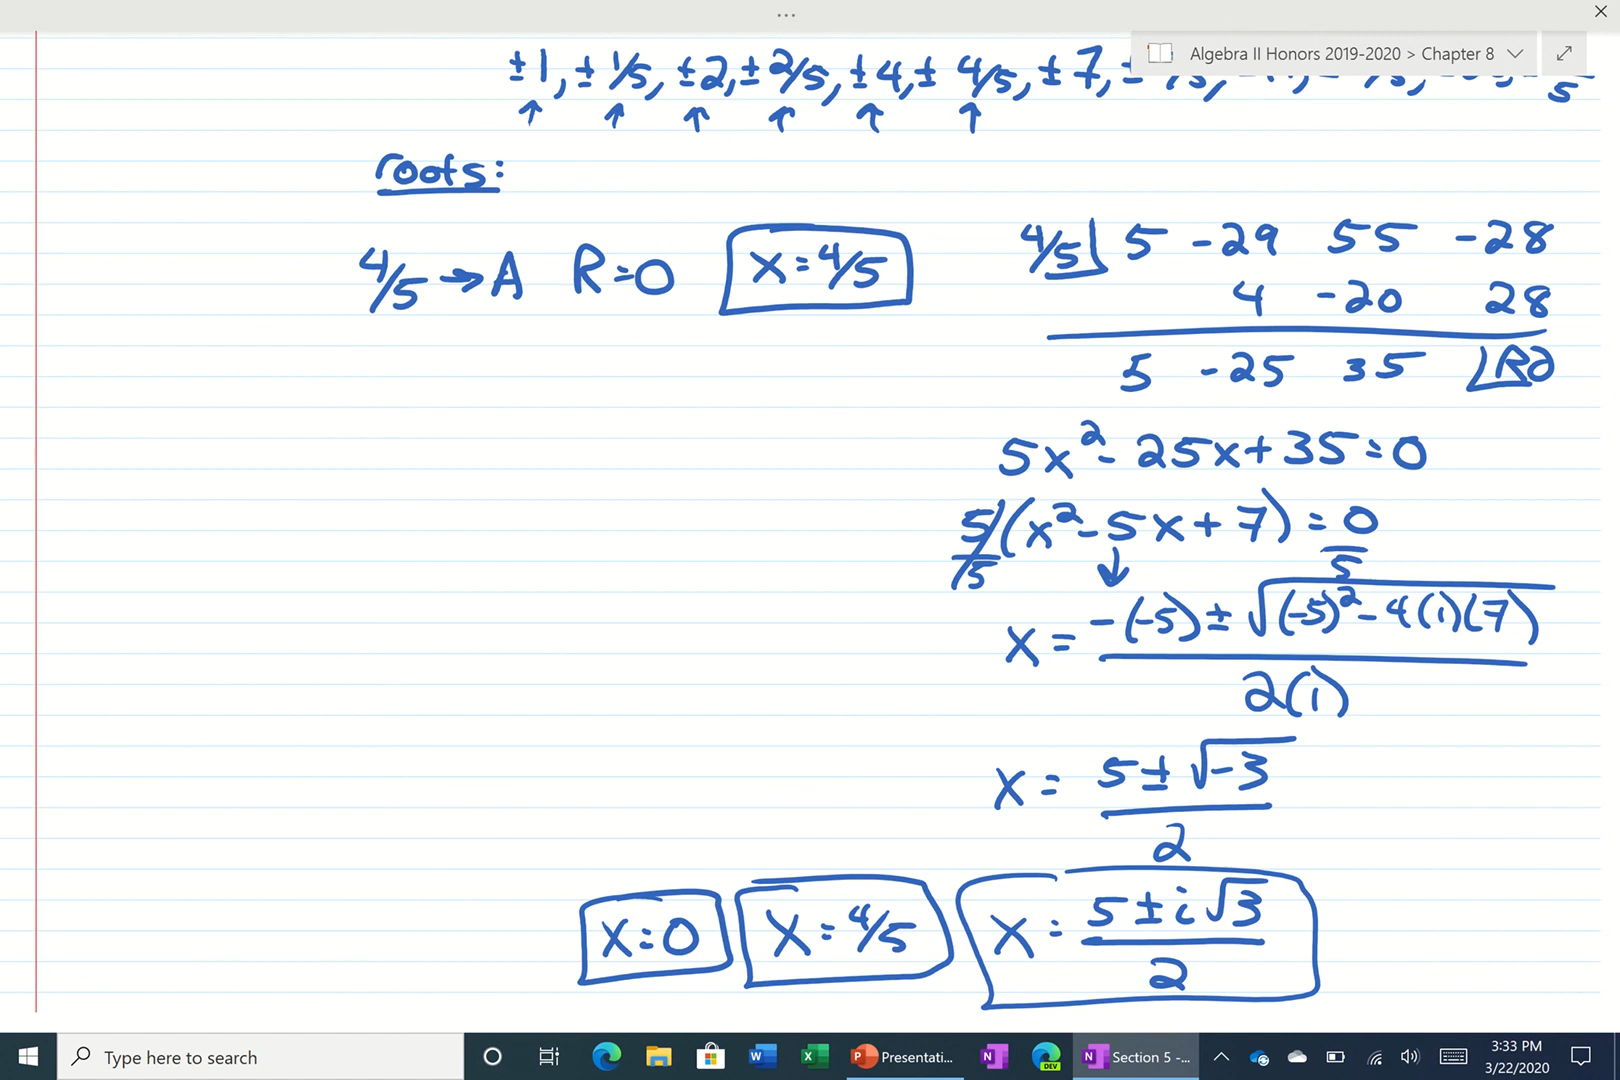 Algebra II Honors 2019-2020 > Chapter 8
±1, ± 1/5, ±2, ± 2/5, ± 4, ± 4/5, ± 7,
roots:
4/5 → A R=0 x=4/5
4/5 5 -29 55 -28
4 -20 28
5 -25 35 R0
5x² - 25x + 35 = 0
5(x² - 5x + 7) = 0
/5 5
x = -(-5) ± √(-5)² - 4(1)(7)
2(1)
x = 5 ± √-3
2
x=0 x=4/5 x = 5 ± i√3
2
Type here to search
Presentati...
Section 5 -...
3:33 PM
3/22/2020